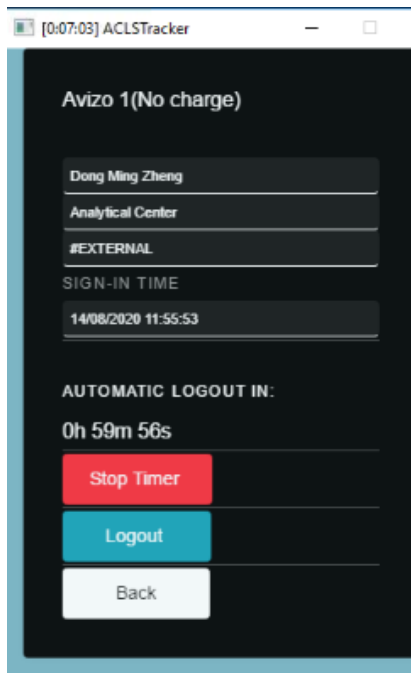 [0:07:03] ACLSTracker
Avizo 1(No charge)
Dong Ming Zheng
Analytical Center
#EXTERNAL
SIGN-IN TIME
14/08/2020 11:55:53
AUTOMATIC LOGOUT IN:
0h 59m 56s
Stop Timer
Logout
Back